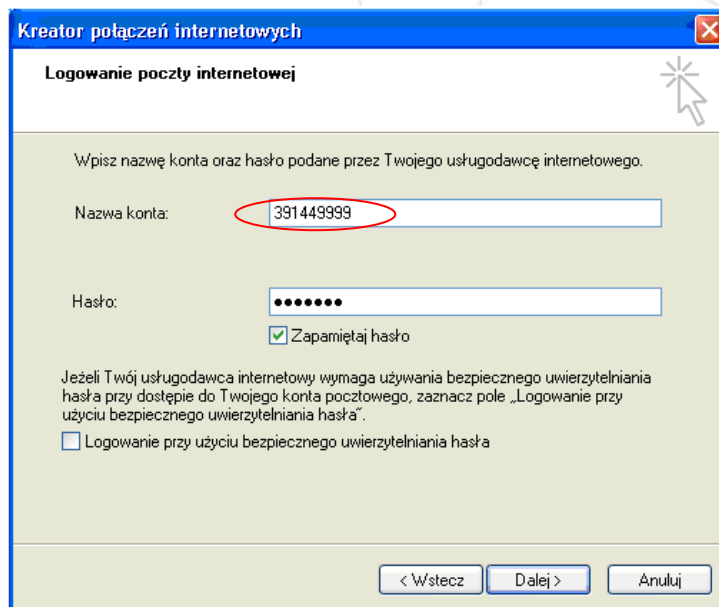 Kreator połączeń internetowych
Logowanie poczty internetowej
Wpisz nazwę konta oraz hasło podane przez Twojego usługodawcę internetowego.
Nazwa konta: 391449999
Hasło: •••••••
Zapamiętaj hasło
Jeżeli Twój usługodawca internetowy wymaga używania bezpiecznego uwierzytelniania
hasła przy dostępie do Twojego konta pocztowego, zaznacz pole „Logowanie przy
użyciu bezpiecznego uwierzytelniania hasła”.
Logowanie przy użyciu bezpiecznego uwierzytelniania hasła
< Wstecz Dalej > Anuluj